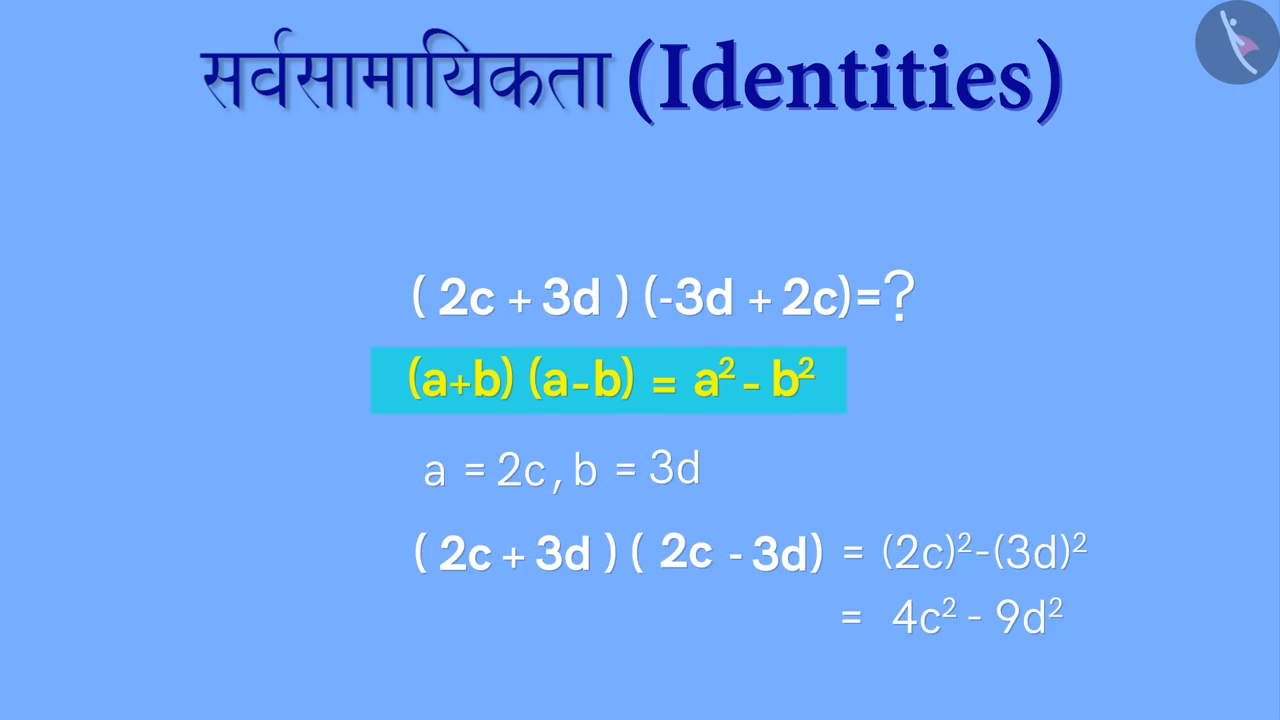 सर्वसामायिकता (Identities)
( 2c + 3d ) (-3d + 2c)=?
(a+b) (a-b) = a² - b²
a = 2c, b = 3d
( 2c + 3d ) ( 2c - 3d) = (2c)²-(3d)²
= 4c² - 9d²